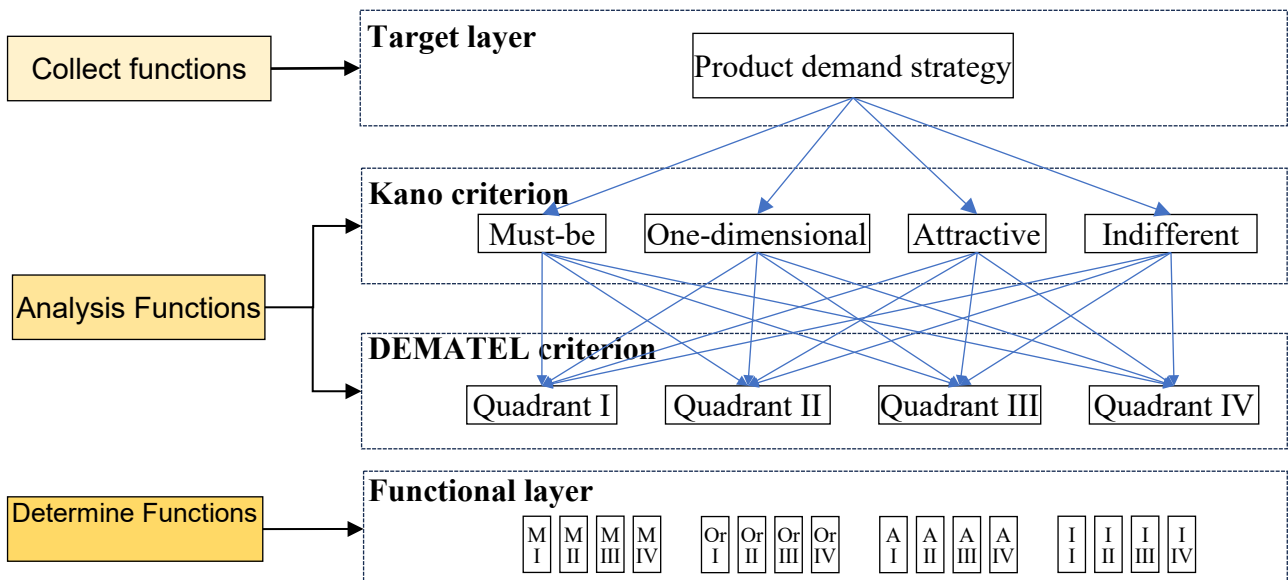 Collect functions
Target layer
Product demand strategy
Analysis Functions
Kano criterion
Must-be
One-dimensional
Attractive
Indifferent
DEMATEL criterion
Quadrant I
Quadrant II
Quadrant III
Quadrant IV
Determine Functions
Functional layer
M
I
M
II
M
III
M
IV
Or
I
Or
II
Or
III
Or
IV
A
I
A
II
A
III
A
IV
I
I
I
II
I
III
I
IV